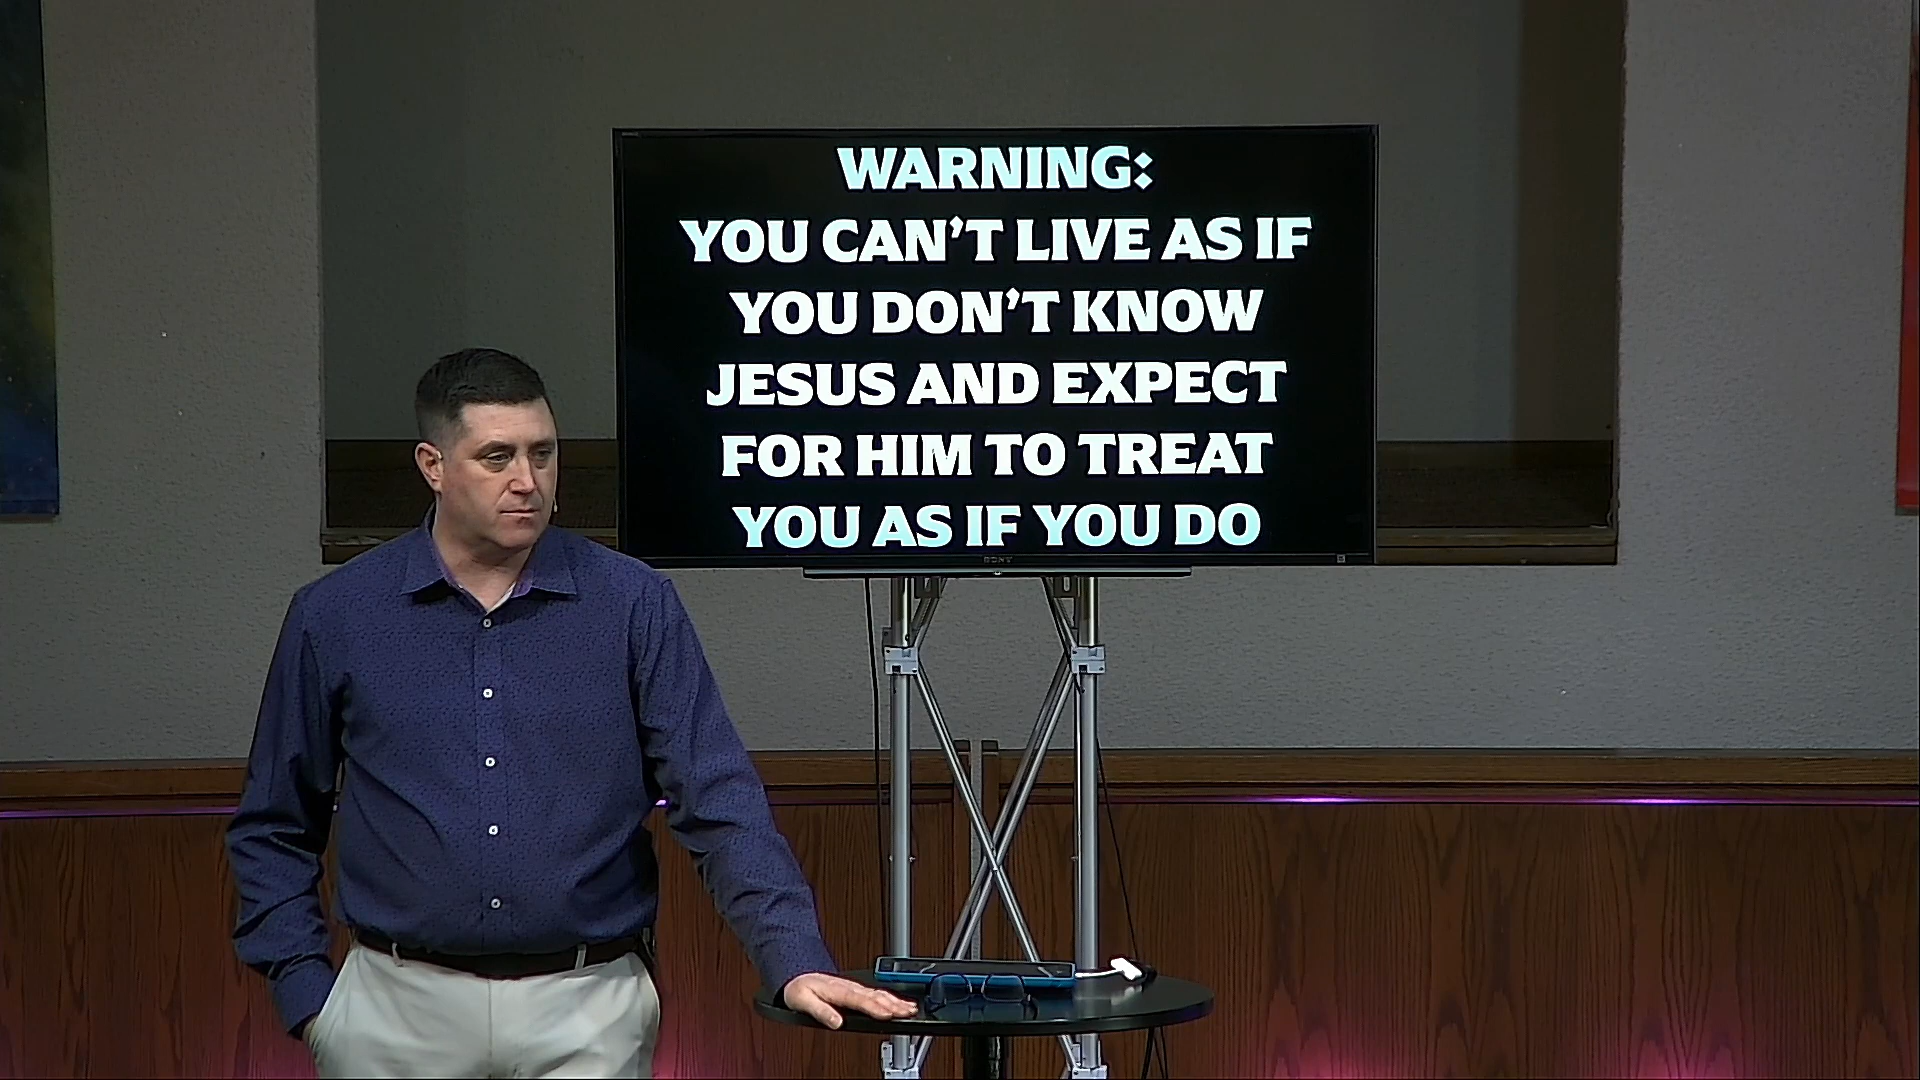 WARNING:
YOU CAN'T LIVE AS IF
YOU DON'T KNOW
JESUS AND EXPECT
FOR HIM TO TREAT
YOU AS IF YOU DO
SONY